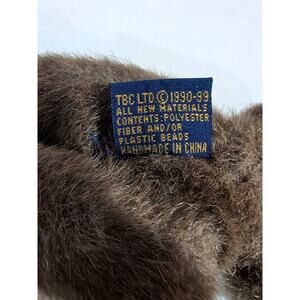 TBC LTD.©1990-99
ALL NEW MATERIALS
CONTENTS:POLYESTER
FIBER AND/OR
PLASTIC BEADS
HANDMADE IN CHINA